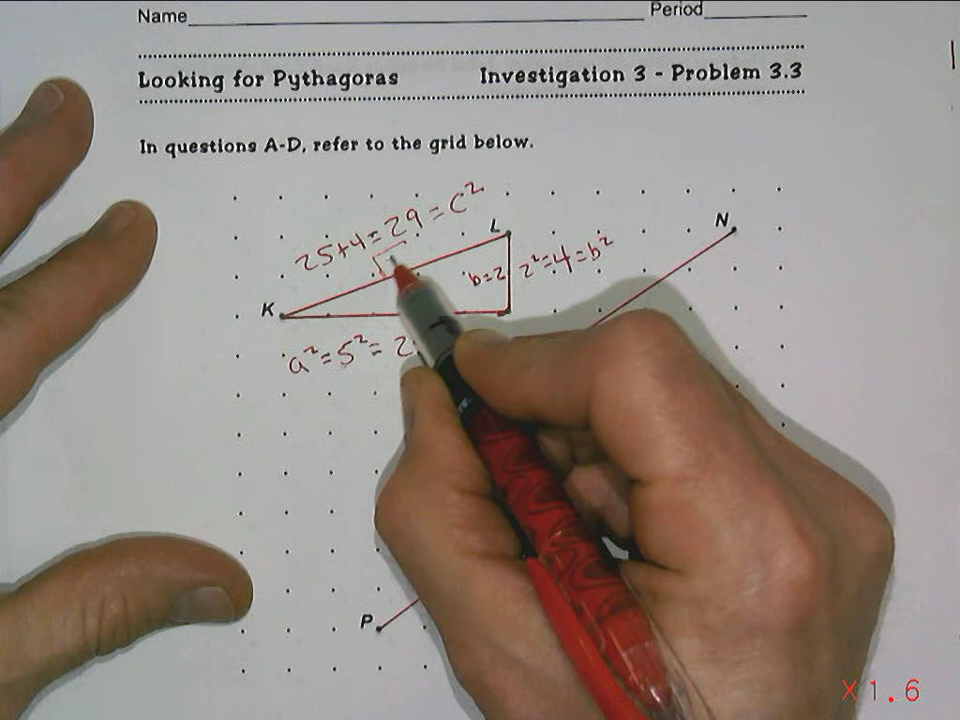 Name Period
Looking for Pythagoras Investigation 3 - Problem 3.3
In questions A-D, refer to the grid below.
25+4=29=c²
L
N
b=2 2²=4=b²
K
a²=5²=2
P
X1.6